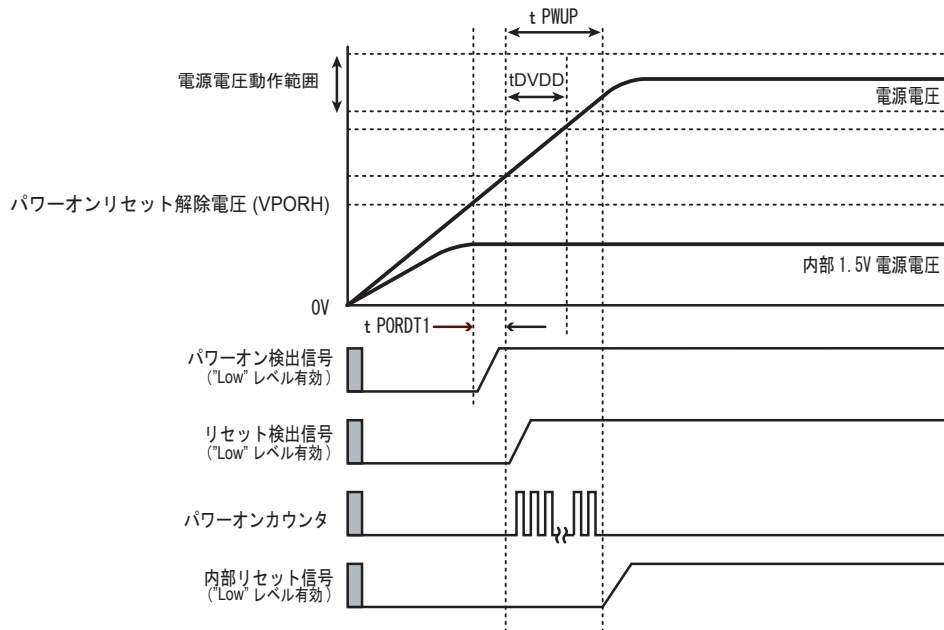 t PWUP
電源電圧動作範囲
tDVDD
電源電圧
パワーオンリセット解除電圧 (VPORH)
内部 1.5V 電源電圧
0V
t PORDT1
パワーオン検出信号
("Low" レベル有効)
リセット検出信号
("Low" レベル有効)
パワーオンカウンタ
内部リセット信号
("Low" レベル有効)